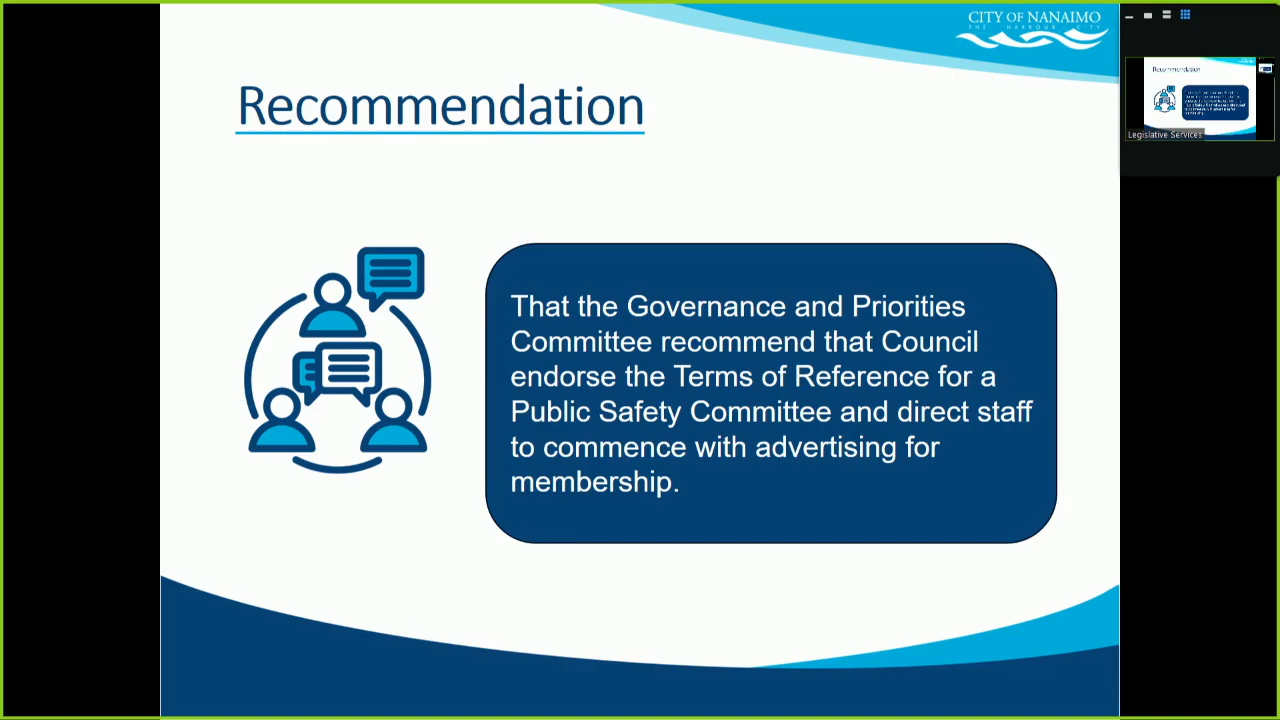 CITY OF NANAIMO
THE HARBOUR CITY
Recommendation
That the Governance and Priorities
Committee recommend that Council
endorse the Terms of Reference for a
Public Safety Committee and direct staff
to commence with advertising for
membership.
Recommendation
Legislative Services